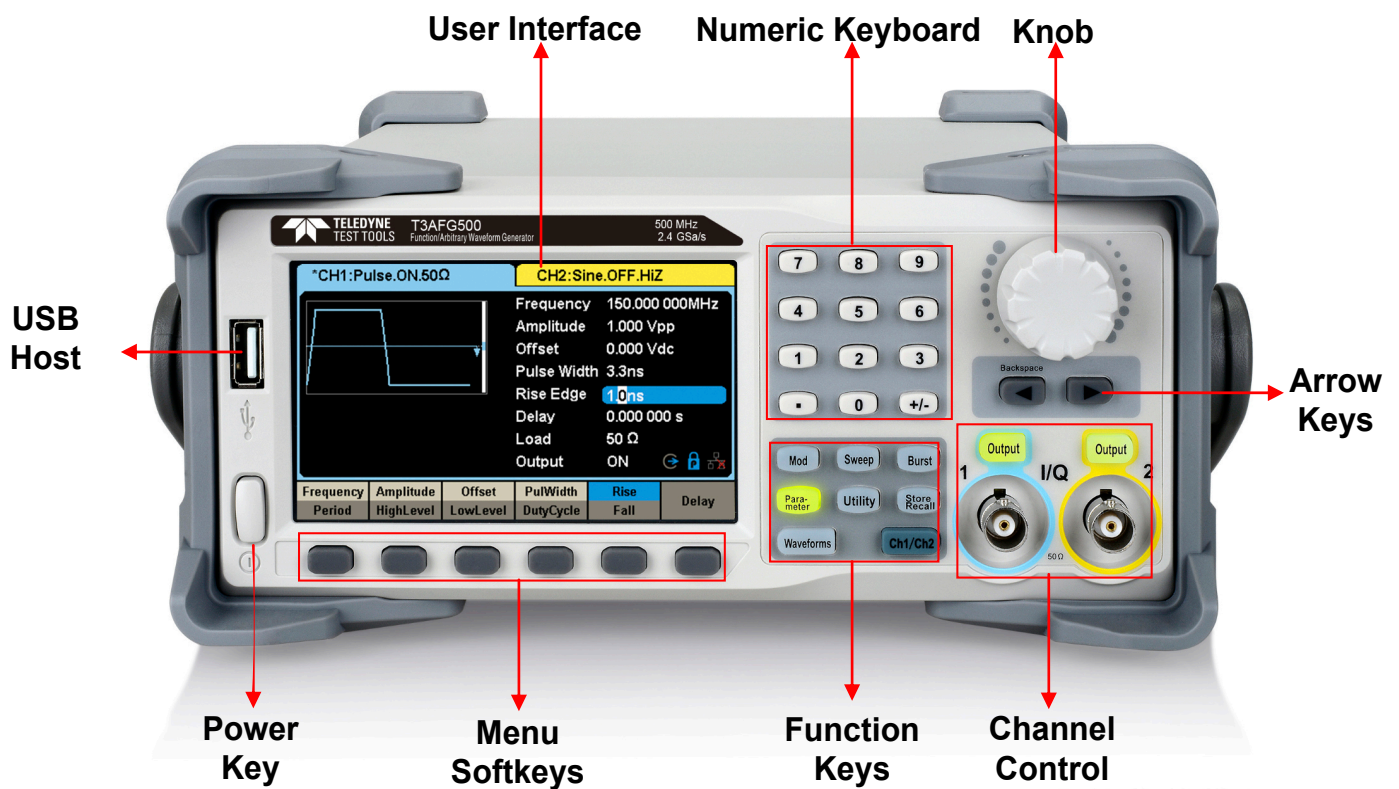 User Interface
Numeric Keyboard
Knob
TELEDYNE
TEST TOOLS
T3AFG500
Function/Arbitrary Waveform Generator
500 MHz
2.4 GSa/s
*CH1:Pulse.ON.50Ω
CH2:Sine.OFF.HiZ
Frequency 150.000 000MHz
Amplitude 1.000 Vpp
Offset 0.000 Vdc
Pulse Width 3.3ns
Rise Edge 1.0ns
Delay 0.000 000 s
Load 50 Ω
Output ON
Frequency Amplitude Offset PulWidth Rise Delay
Period HighLevel LowLevel DutyCycle Fall
7 8 9
4 5 6
1 2 3
. 0 +/-
Backspace
Mod Sweep Burst
Para-
meter
Utility
Store
Recall
Waveforms Ch1/Ch2
Output Output
1 I/Q 2
50Ω
USB
Host
Arrow
Keys
Power
Key
Menu
Softkeys
Function
Keys
Channel
Control